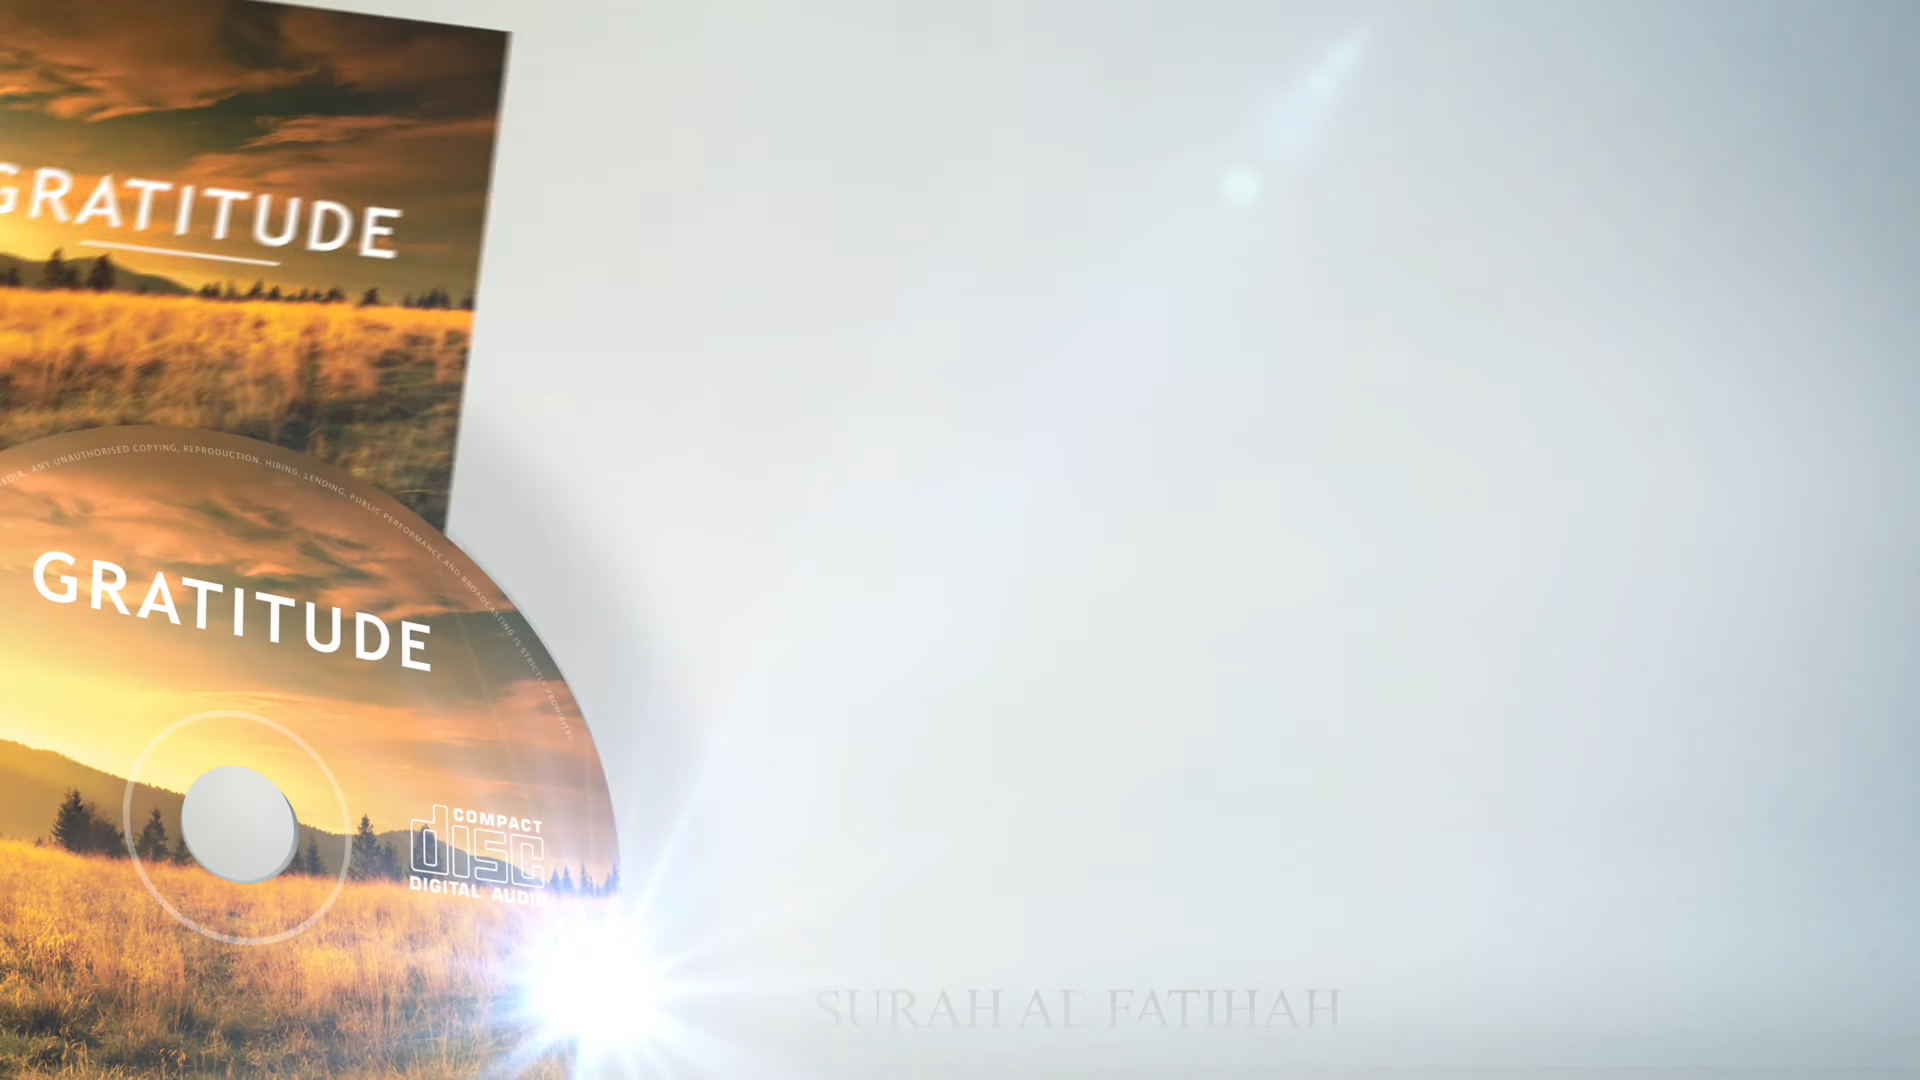 GRATITUDE
EDIA. ANY UNAUTHORISED COPYING, REPRODUCTION, HIRING, LENDING, PUBLIC PERFORMANCE AND BROADCASTING IS STRICTLY PROHIBITED
GRATITUDE
COMPACT
disc
DIGITAL AUDIO
SURAH AL FATIHAH